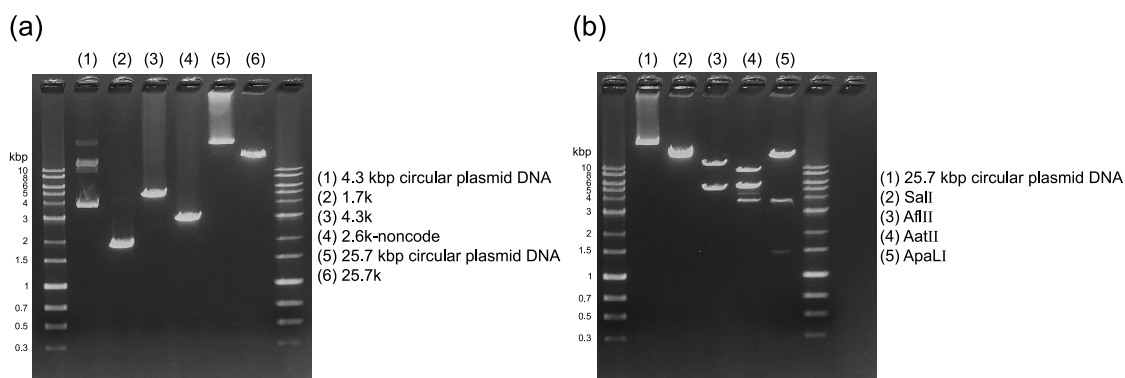 (a)
(1) (2) (3) (4) (5) (6)
kbp
10
8
6
5
4
3
2
1.5
1
0.7
0.5
0.3
(1) 4.3 kbp circular plasmid DNA
(2) 1.7k
(3) 4.3k
(4) 2.6k-noncode
(5) 25.7 kbp circular plasmid DNA
(6) 25.7k
(b)
(1) (2) (3) (4) (5)
kbp
10
8
6
5
4
3
2
1.5
1
0.7
0.5
0.3
(1) 25.7 kbp circular plasmid DNA
(2) SalI
(3) AflII
(4) AatII
(5) ApaLI